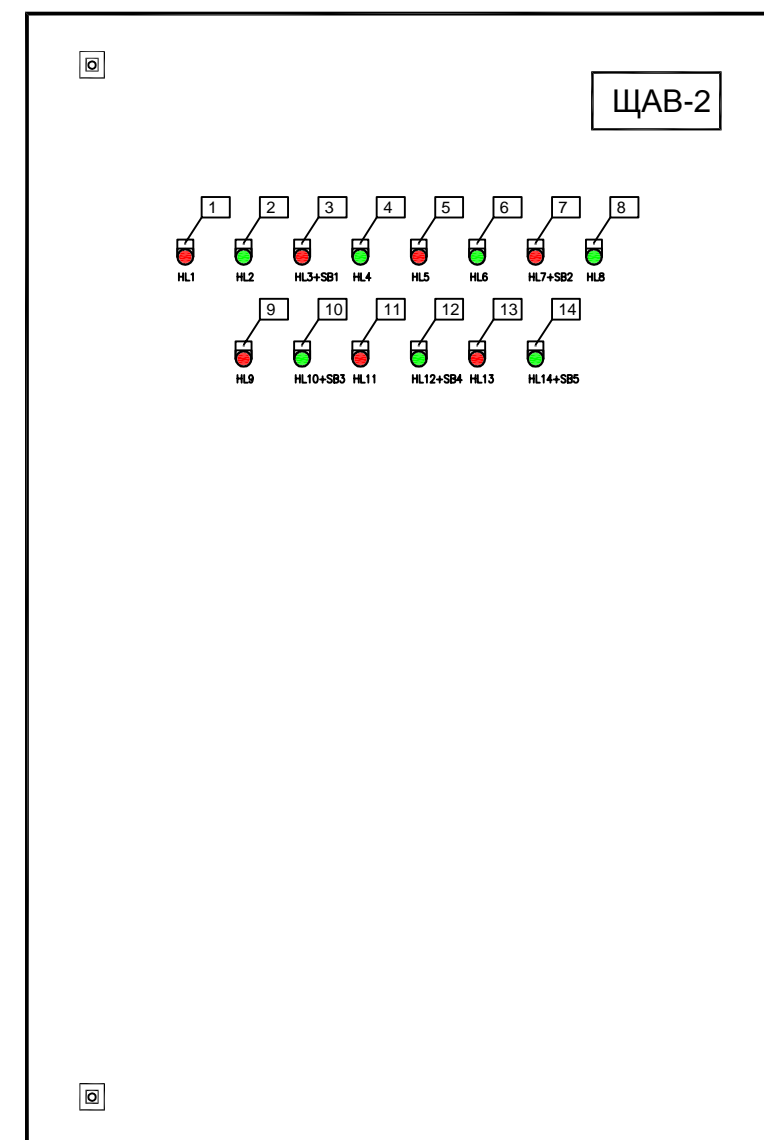 ЩАВ-2
1 2 3 4 5 6 7 8
HL1 HL2 HL3+SB1 HL4 HL5 HL6 HL7+SB2 HL8
9 10 11 12 13 14
HL9 HL10+SB3 HL11 HL12+SB4 HL13 HL14+SB5